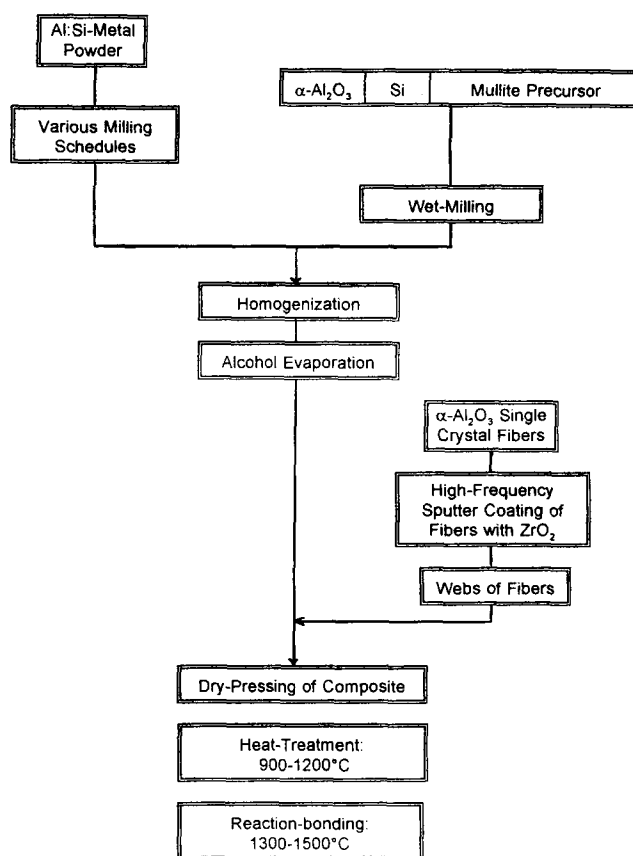 Al:Si-Metal
Powder
α-Al₂O₃ Si Mullite Precursor
Various Milling
Schedules
Wet-Milling
Homogenization
Alcohol Evaporation
α-Al₂O₃ Single
Crystal Fibers
High-Frequency
Sputter Coating of
Fibers with ZrO₂
Webs of Fibers
Dry-Pressing of Composite
Heat-Treatment:
900-1200°C
Reaction-bonding:
1300-1500°C